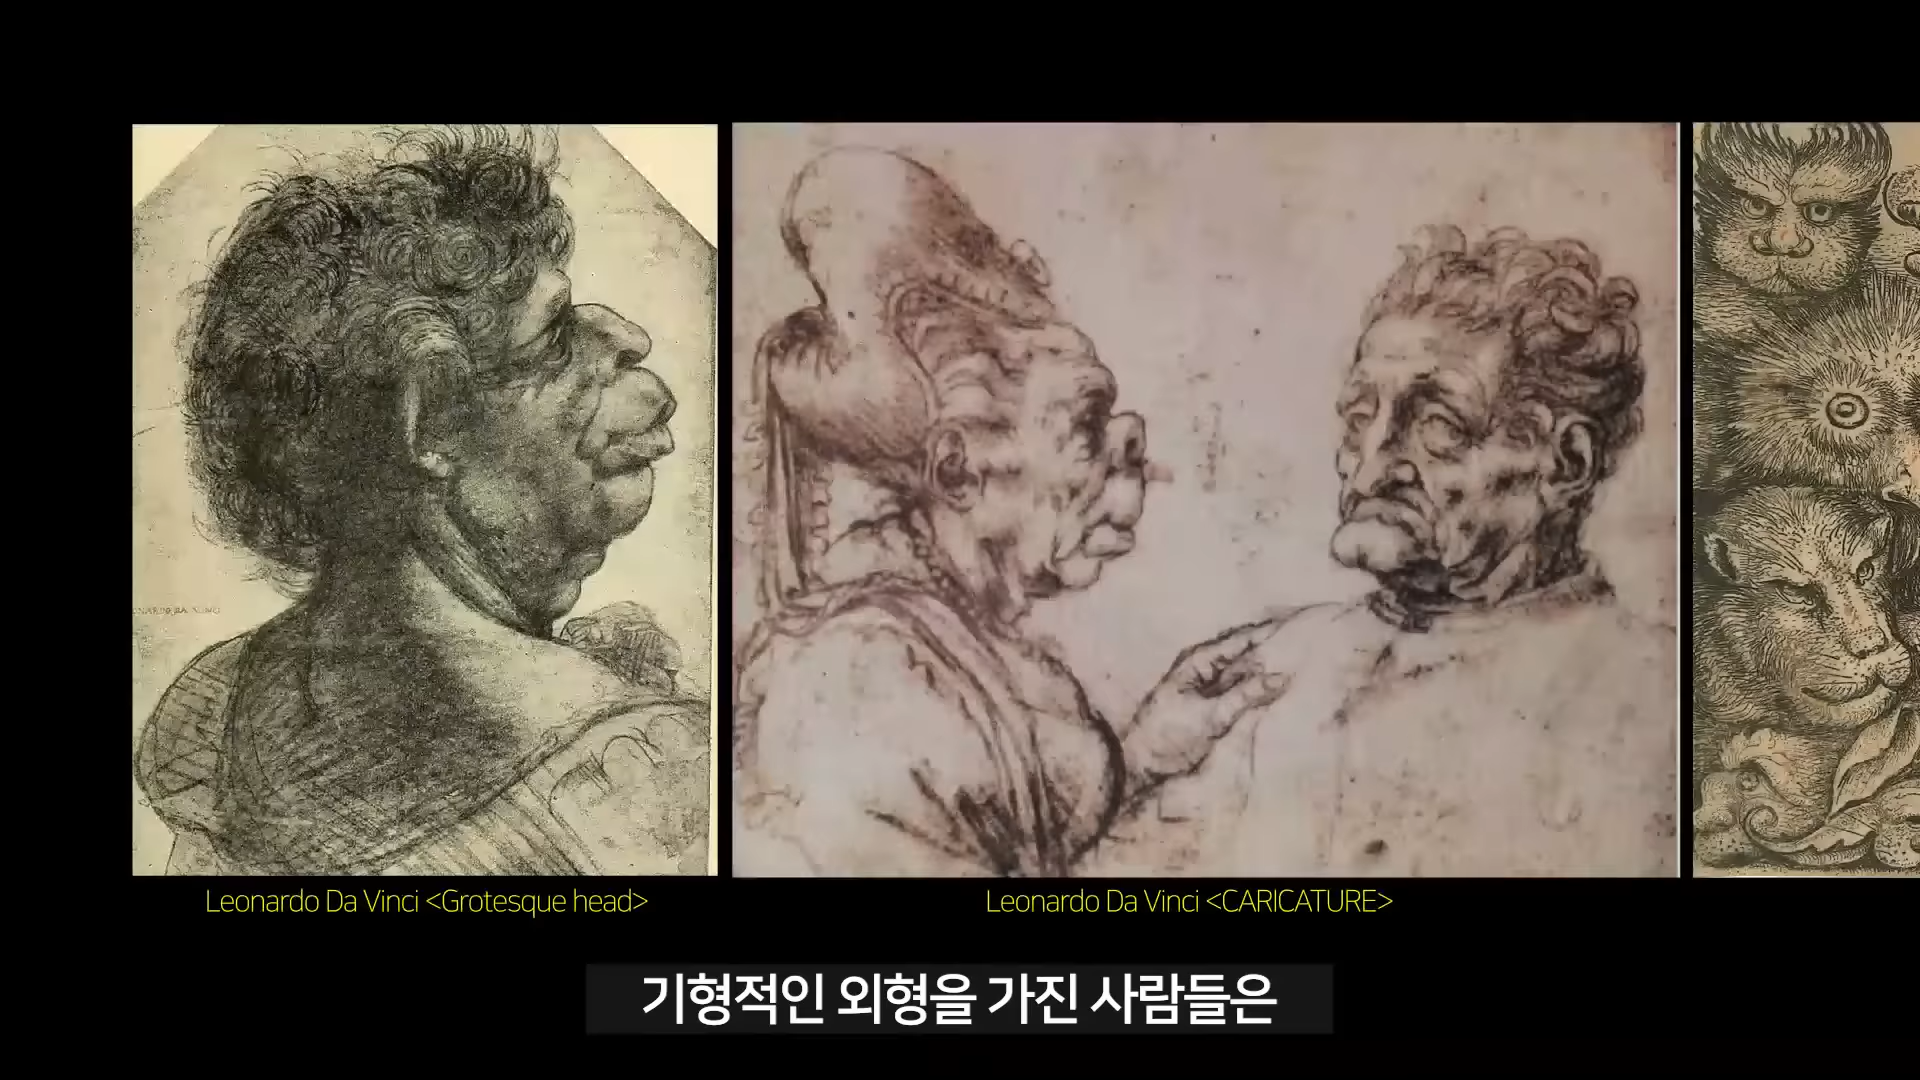 Leonardo Da Vinci <Grotesque head>
Leonardo Da Vinci <CARICATURE>
기형적인 외형을 가진 사람들은